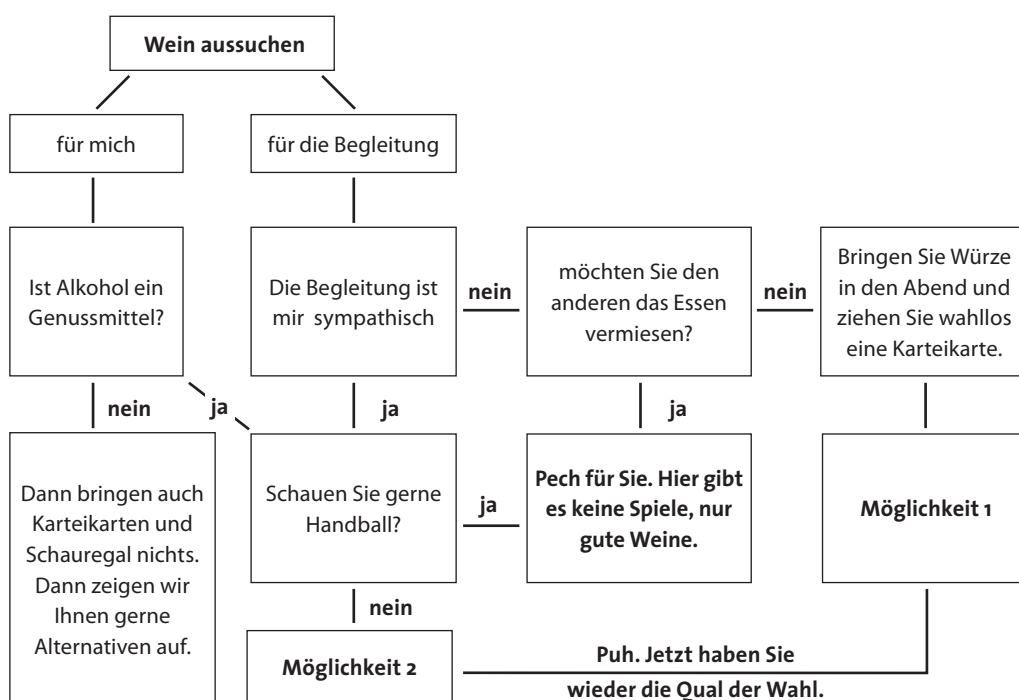 Wein aussuchen
für mich
für die Begleitung
Ist Alkohol ein
Genussmittel?
Die Begleitung ist
mir sympathisch
nein
möchten Sie den
anderen das Essen
vermiesen?
nein
Bringen Sie Würze
in den Abend und
ziehen Sie wahllos
eine Karteikarte.
nein
ja
ja
ja
Dann bringen auch
Karteikarten und
Schauregal nichts.
Dann zeigen wir
Ihnen gerne
Alternativen auf.
Schauen Sie gerne
Handball?
ja
Pech für Sie. Hier gibt
es keine Spiele, nur
gute Weine.
Möglichkeit 1
nein
Möglichkeit 2
Puh. Jetzt haben Sie
wieder die Qual der Wahl.